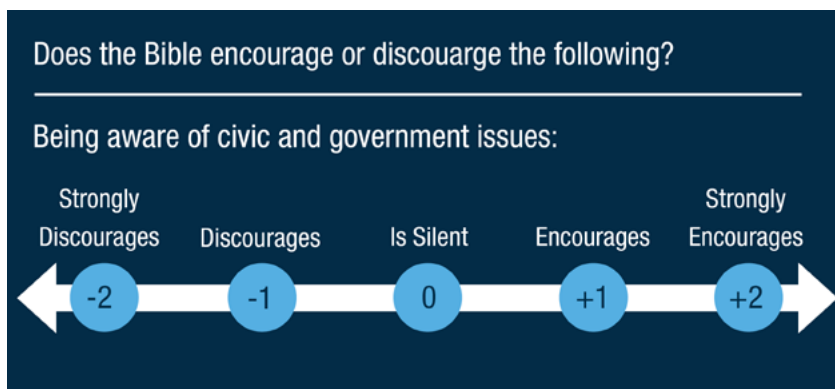 Does the Bible encourage or discouarge the following?
Being aware of civic and government issues:
Strongly Discourages
Discourages
Is Silent
Encourages
Strongly Encourages
-2
-1
0
+1
+2